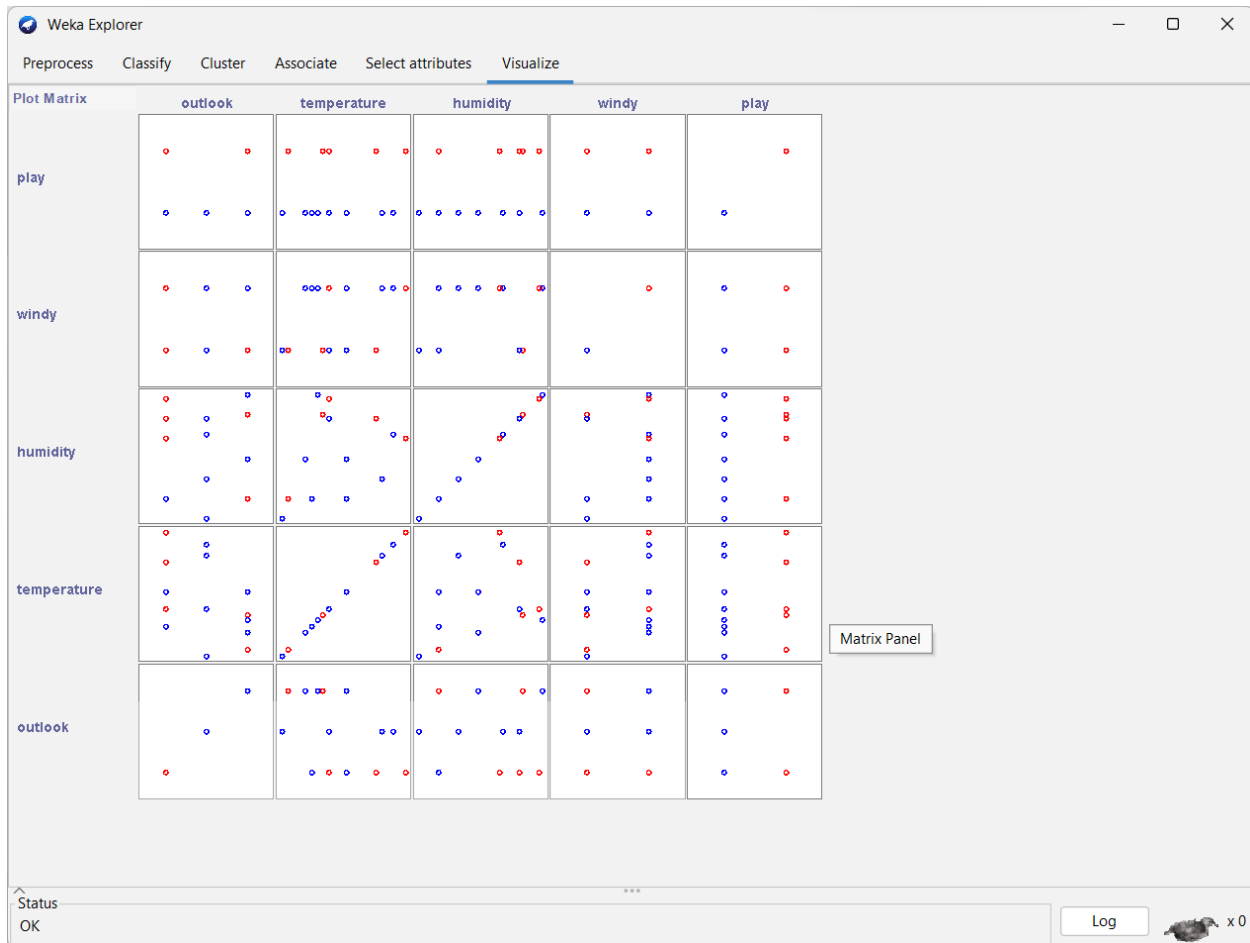 Weka Explorer
Preprocess Classify Cluster Associate Select attributes Visualize
Plot Matrix
outlook temperature humidity windy play
play
windy
humidity
temperature
Matrix Panel
outlook
Status
OK
Log
x 0